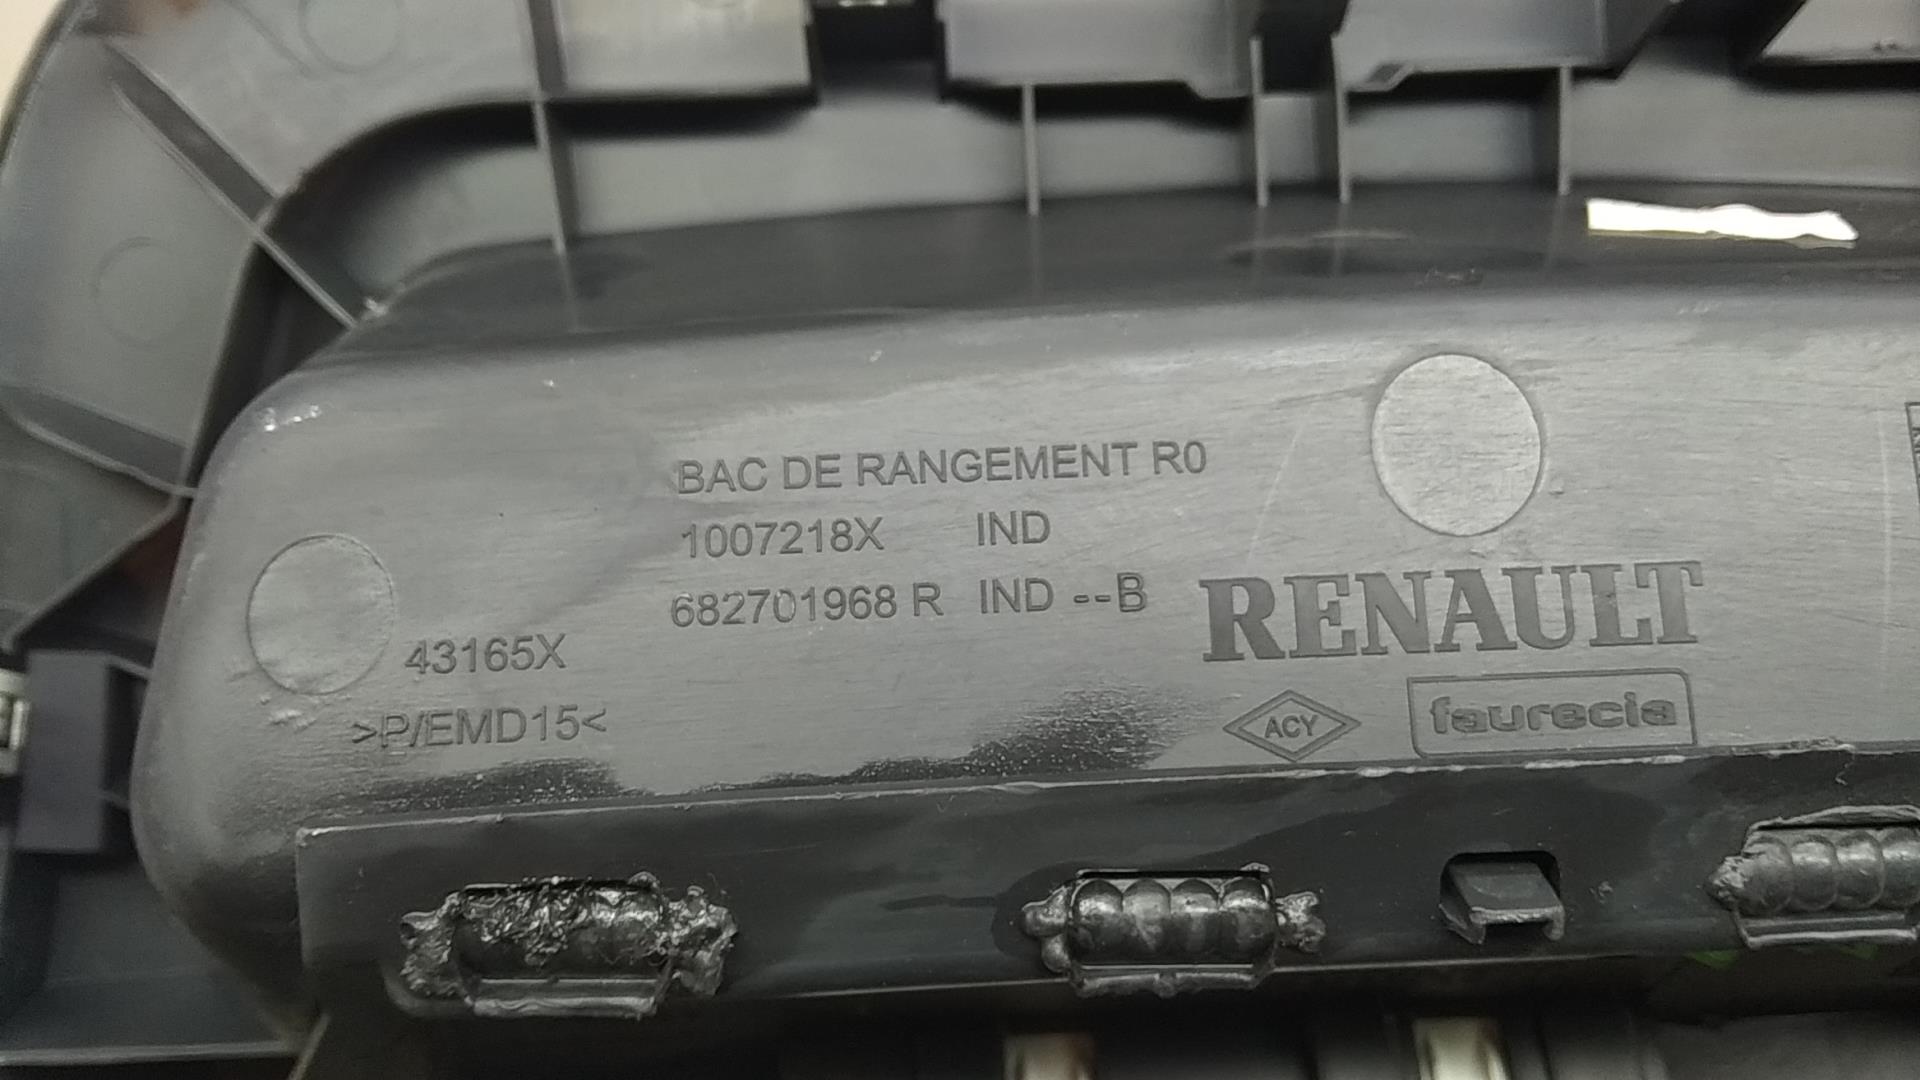 BAC DE RANGEMENT R0
1007218X IND
682701968 R IND --B
RENAULT
43165X
>P/EMD15<
ACY
faurecia